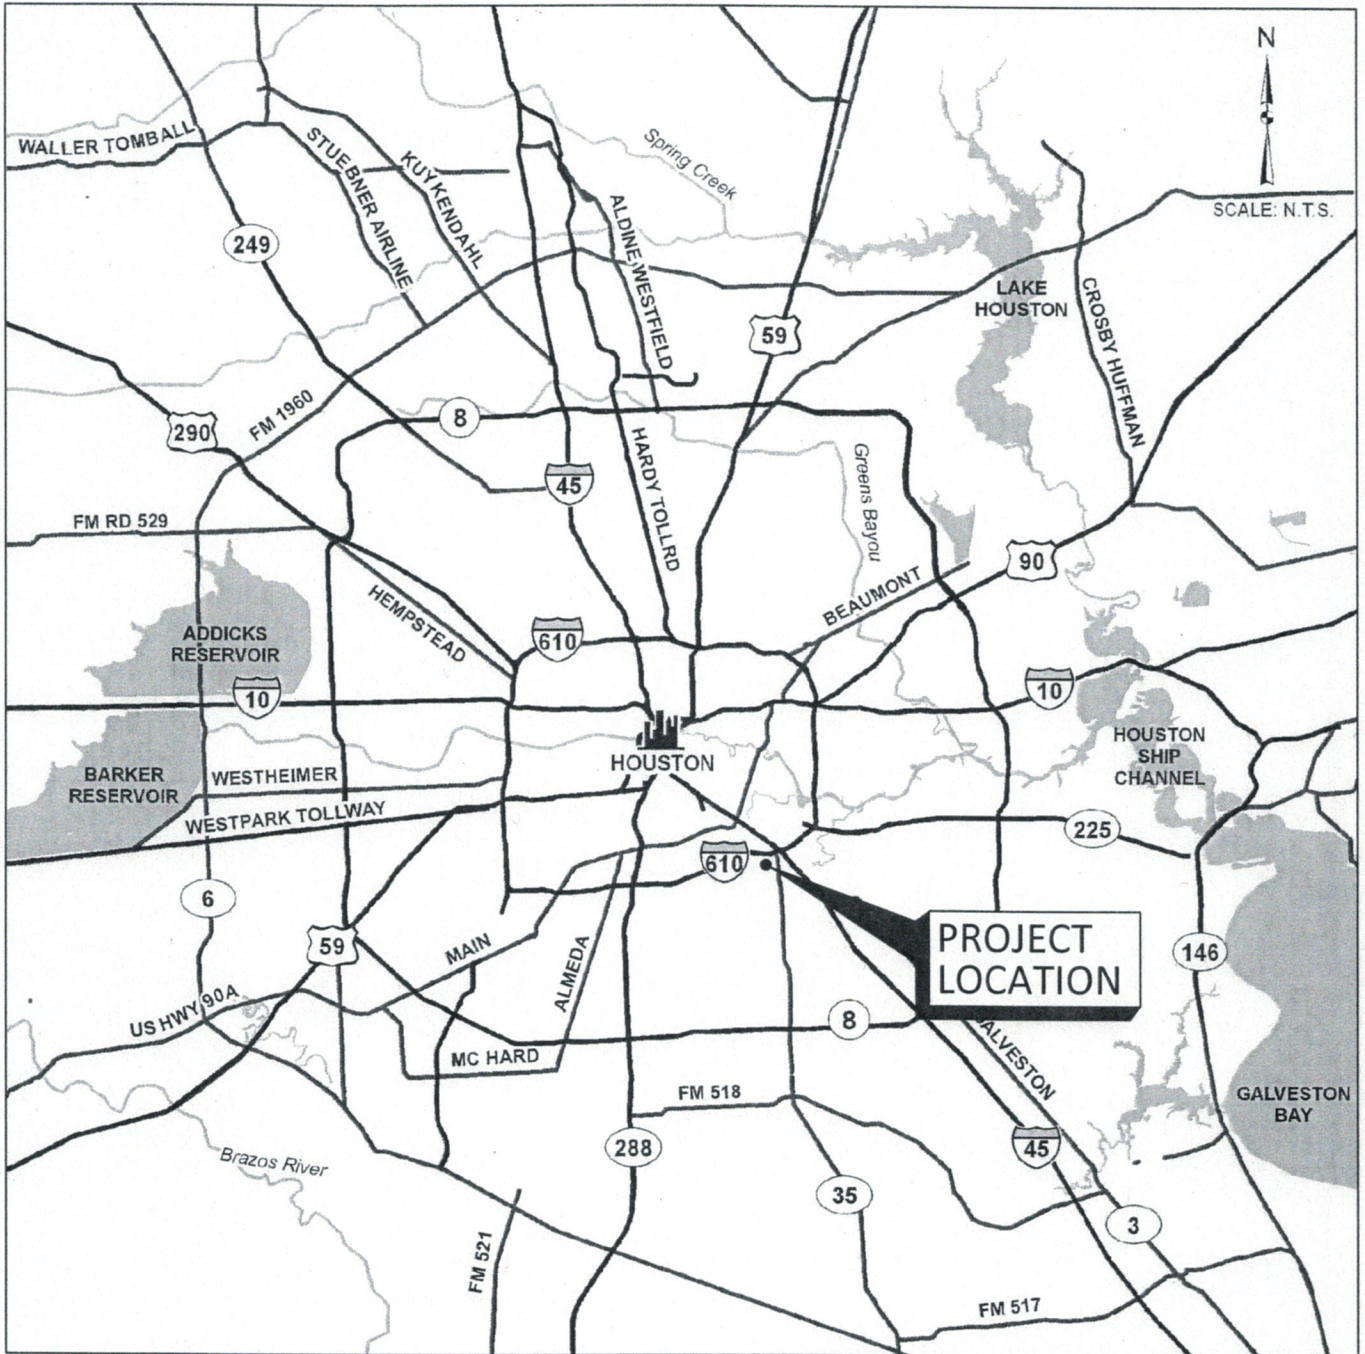 N
SCALE: N.T.S.
WALLER TOMBALL
STUEBNER AIRLINE
KUYKENDAHL
Spring Creek
ALDINE WESTFIELD
249
59
LAKE
HOUSTON
CROSBY HUFFMAN
290
FM 1960
8
45
HARDY TOLLRD
Greens Bayou
FM RD 529
90
BEAUMONT
HEMPSTEAD
610
ADDICKS
RESERVOIR
10
10
HOUSTON
HOUSTON
SHIP
CHANNEL
BARKER
RESERVOIR
WESTHEIMER
WESTPARK TOLLWAY
225
610
6
59
MAIN
ALMEDA
PROJECT
LOCATION
146
US HWY 90A
8
MC HARD
GALVESTON
FM 518
GALVESTON
BAY
288
45
Brazos River
35
3
FM 521
FM 517